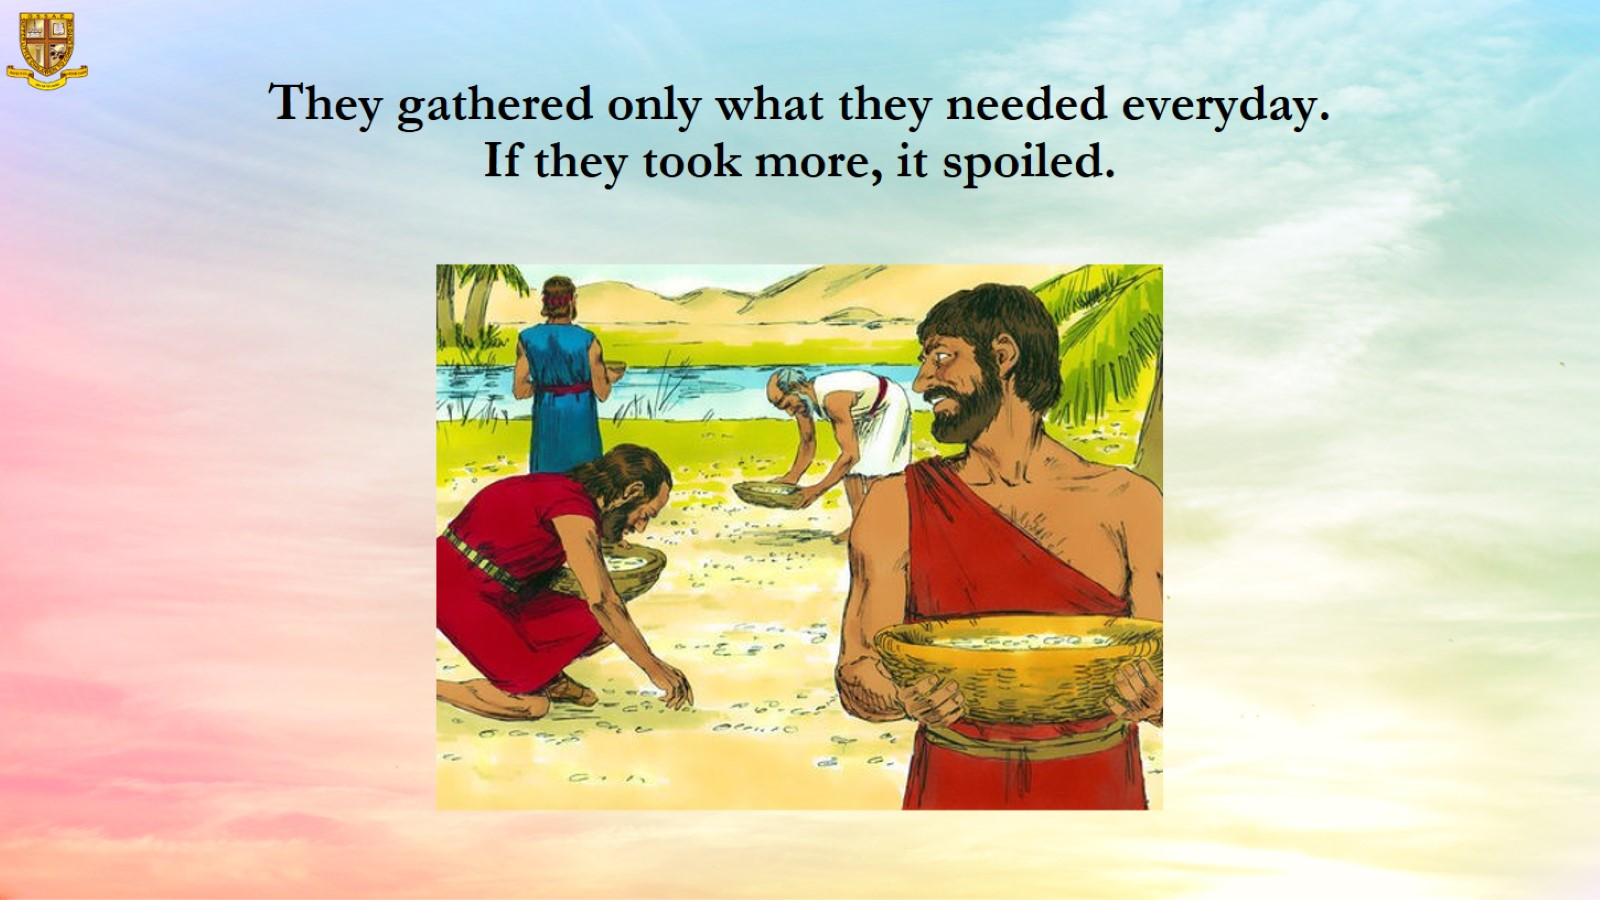 They gathered only what they needed everyday.
If they took more, it spoiled.